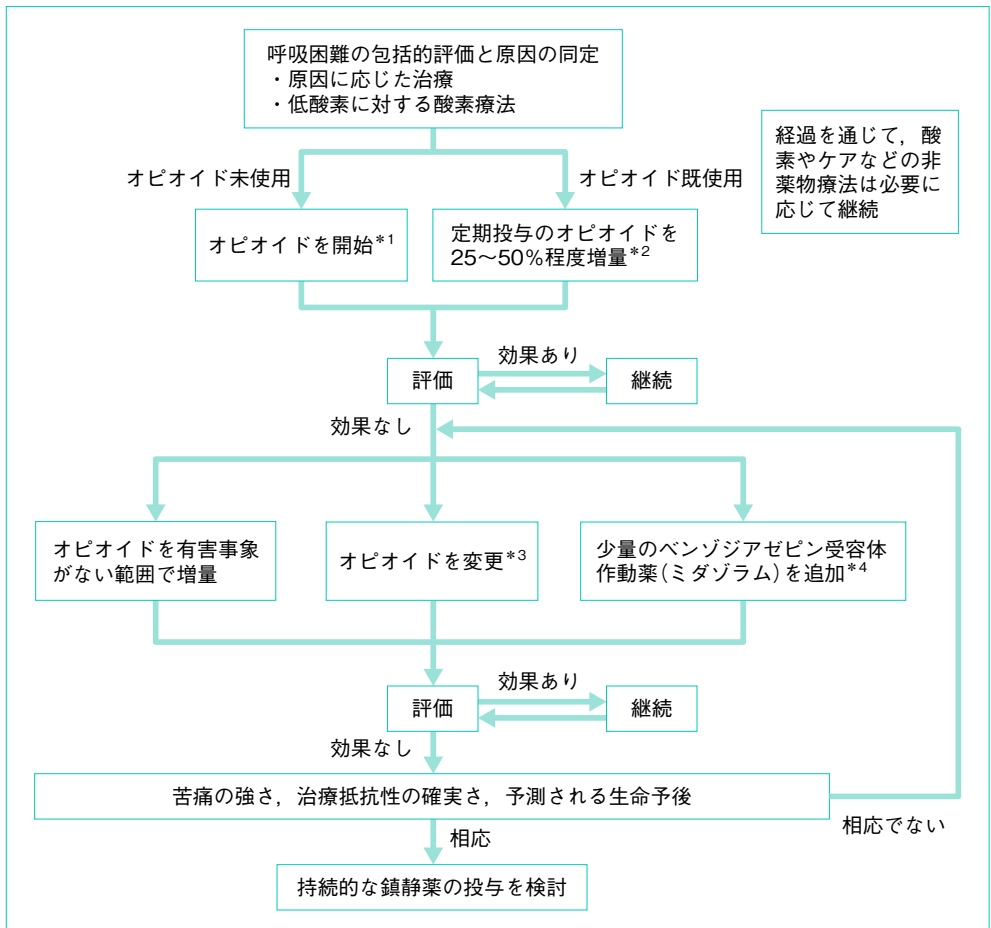 呼吸困難の包括的評価と原因の同定
・原因に応じた治療
・低酸素に対する酸素療法
経過を通じて，酸
素やケアなどの非
薬物療法は必要に
応じて継続
オピオイド未使用
オピオイド既使用
オピオイドを開始*1
定期投与のオピオイドを
25〜50％程度増量*2
効果あり
評価
継続
効果なし
オピオイドを有害事象
がない範囲で増量
オピオイドを変更*3
少量のベンゾジアゼピン受容体
作動薬（ミダゾラム）を追加*4
効果あり
評価
継続
効果なし
苦痛の強さ，治療抵抗性の確実さ，予測される生命予後
相応でない
相応
持続的な鎮静薬の投与を検討